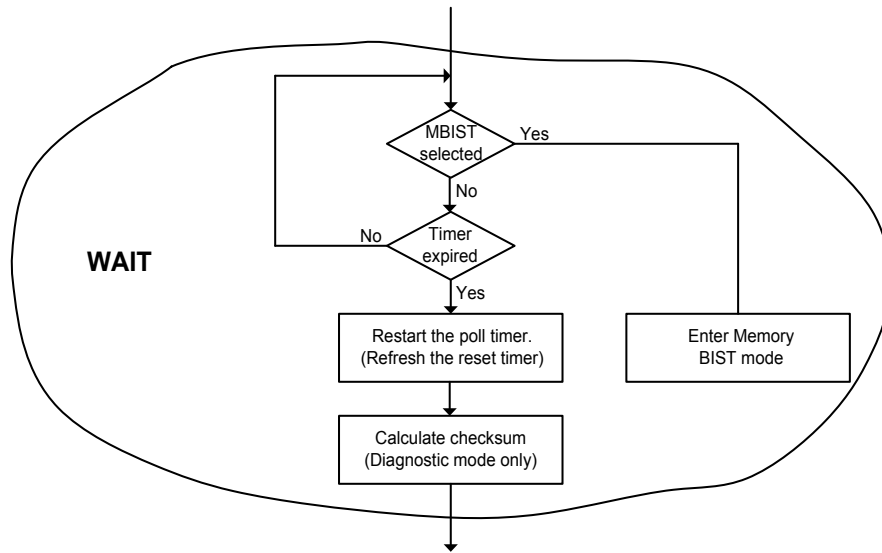 MBIST
selected
Yes
No
Timer
expired
No
WAIT
Yes
Restart the poll timer.
(Refresh the reset timer)
Enter Memory
BIST mode
Calculate checksum
(Diagnostic mode only)